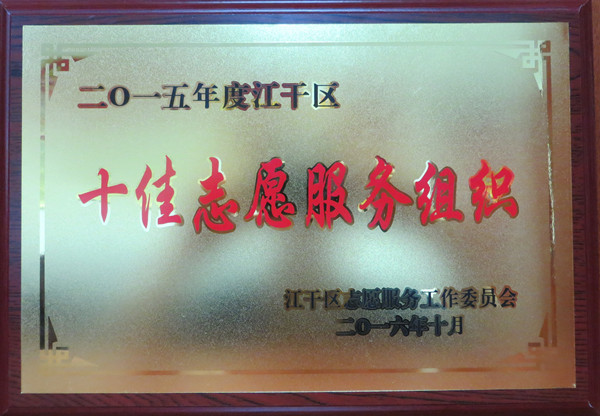 二〇一五年度江干区
十佳志愿服务组织
江干区志愿服务工作委员会
二〇一六年十月